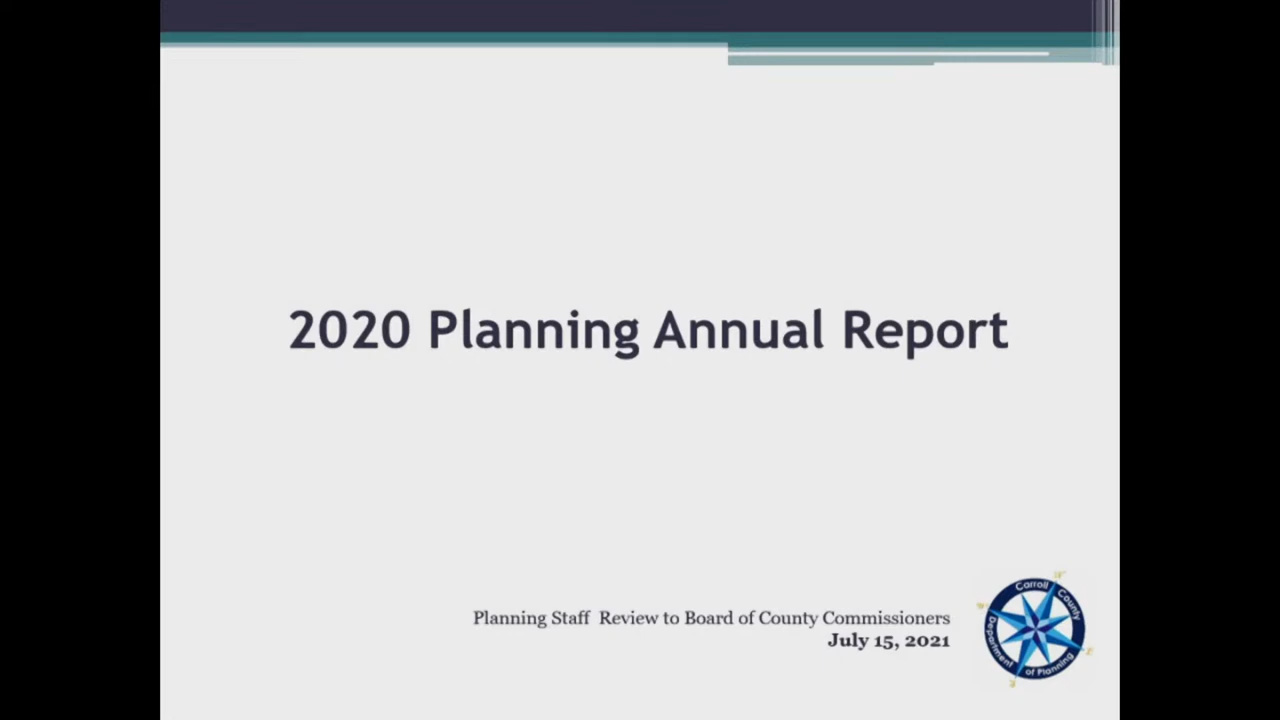 2020 Planning Annual Report
Planning Staff Review to Board of County Commissioners
July 15, 2021
Carroll County
Department of Planning